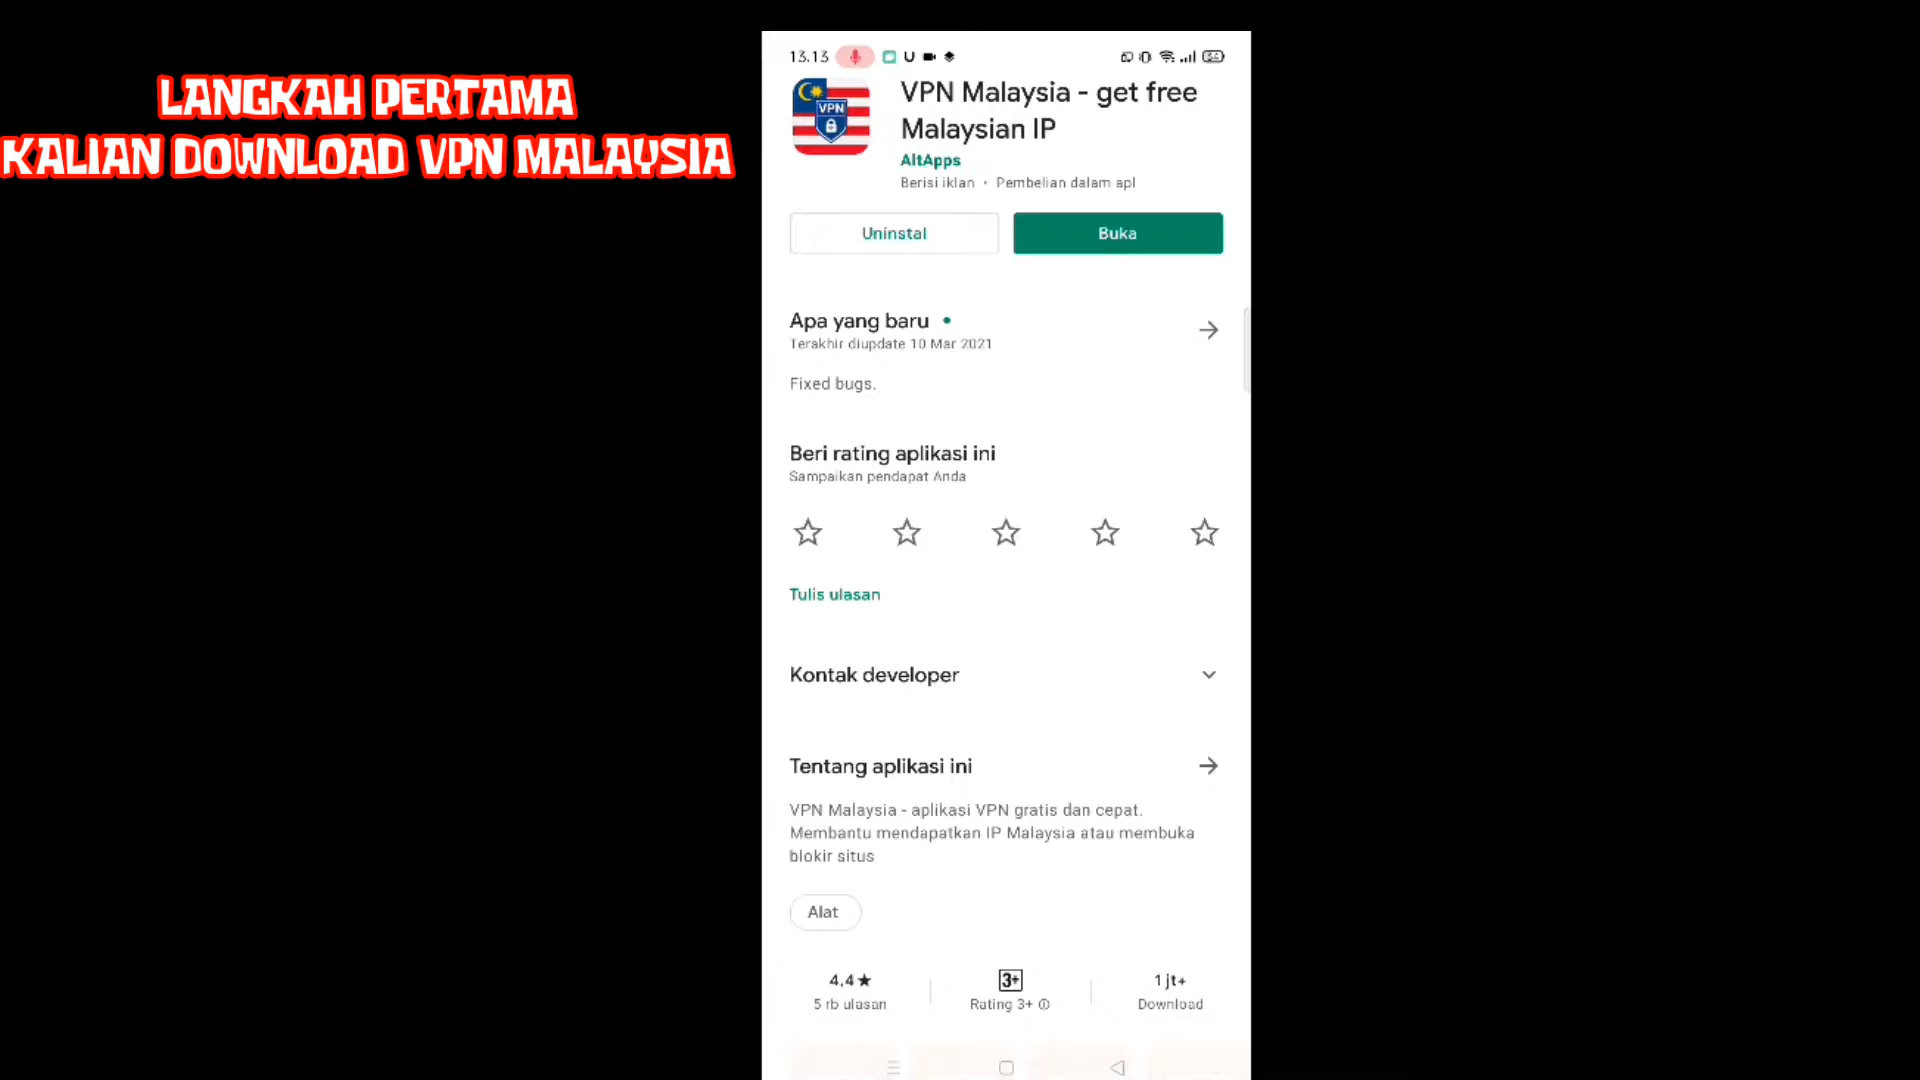 LANGKAH PERTAMA
KALIAN DOWNLOAD VPN MALAYSIA
13.13
VPN
VPN Malaysia - get free
Malaysian IP
AltApps
Berisi iklan • Pembelian dalam apl
Uninstal
Buka
Apa yang baru •
Terakhir diupdate 10 Mar 2021
Fixed bugs.
Beri rating aplikasi ini
Sampaikan pendapat Anda
Tulis ulasan
Kontak developer
Tentang aplikasi ini
VPN Malaysia - aplikasi VPN gratis dan cepat.
Membantu mendapatkan IP Malaysia atau membuka
blokir situs
Alat
4,4★
5 rb ulasan
3+
Rating 3+
1 jt+
Download